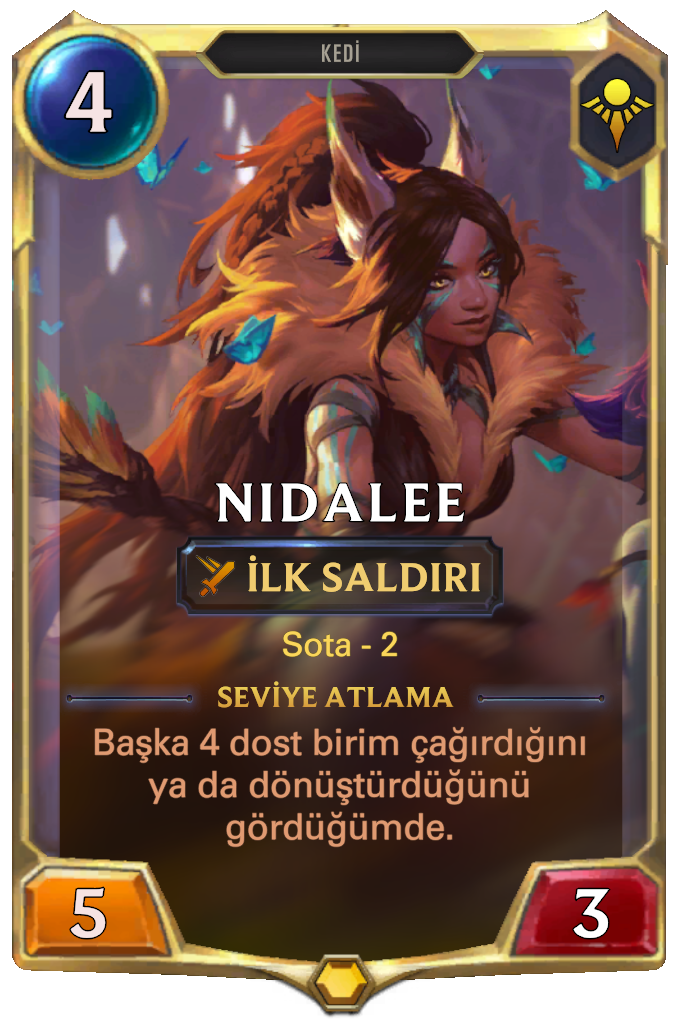 KEDİ
4
NIDALEE
İLK SALDIRI
Sota - 2
SEVİYE ATLAMA
Başka 4 dost birim çağırdığını
ya da dönüştürdüğünü
gördüğümde.
5
3